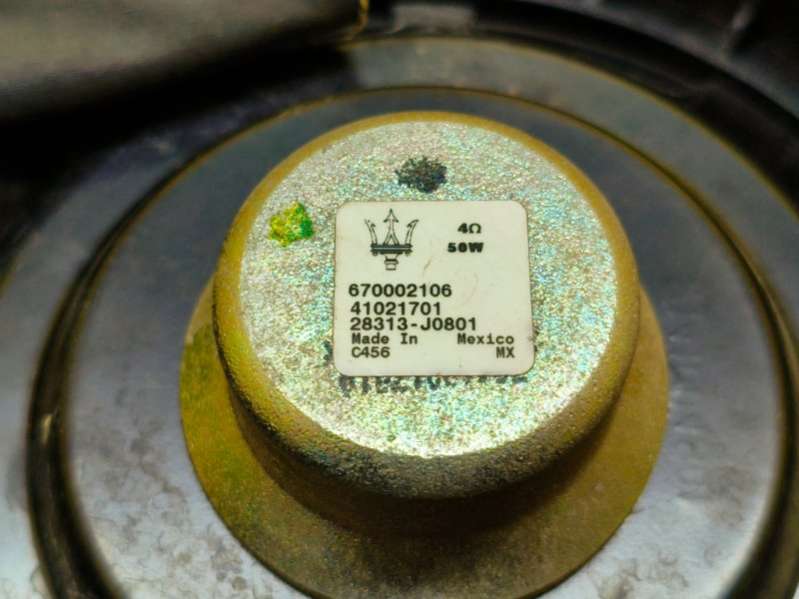 4Ω
50W
670002106
41021701
28313-J0801
Made In Mexico
C456 MX